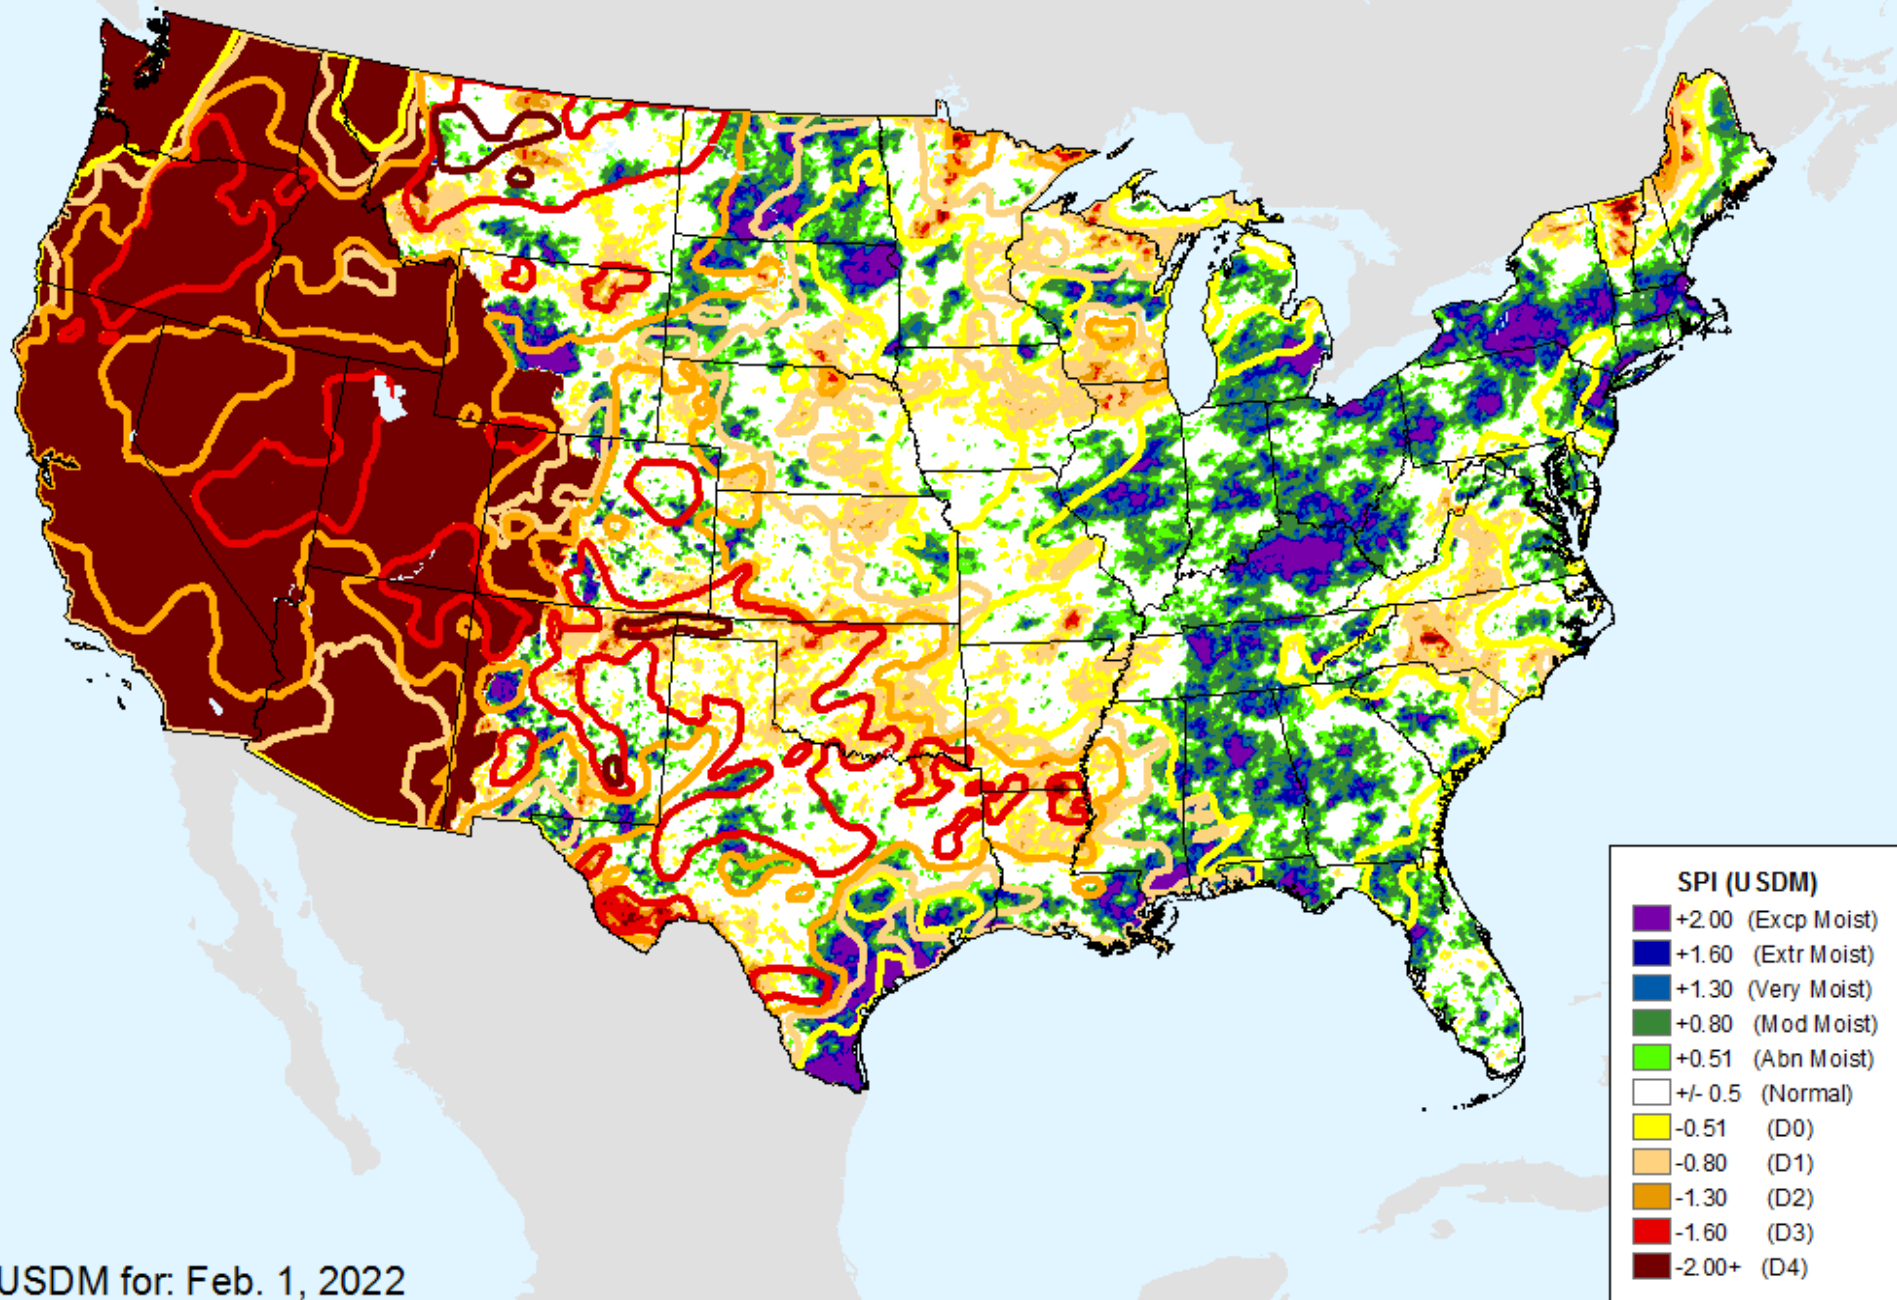 SPI (USDM)
+2.00 (Excp Moist)
+1.60 (Extr Moist)
+1.30 (Very Moist)
+0.80 (Mod Moist)
+0.51 (Abn Moist)
+/- 0.5 (Normal)
-0.51 (D0)
-0.80 (D1)
-1.30 (D2)
-1.60 (D3)
-2.00+ (D4)
USDM for: Feb. 1, 2022